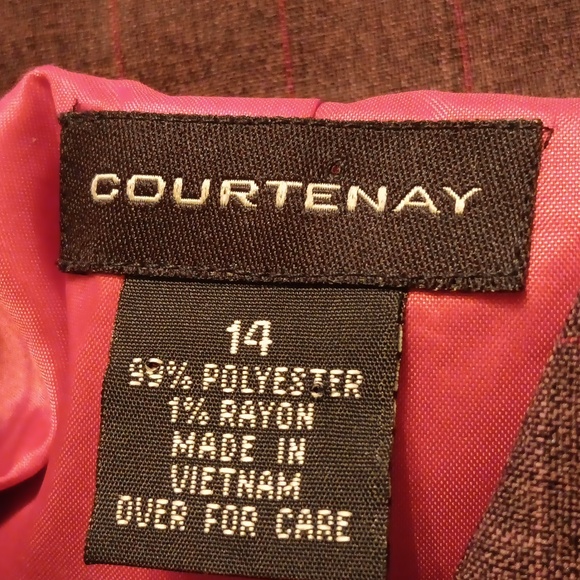 COURTENAY
14
99% POLYESTER
1% RAYON
MADE IN
VIETNAM
OVER FOR CARE